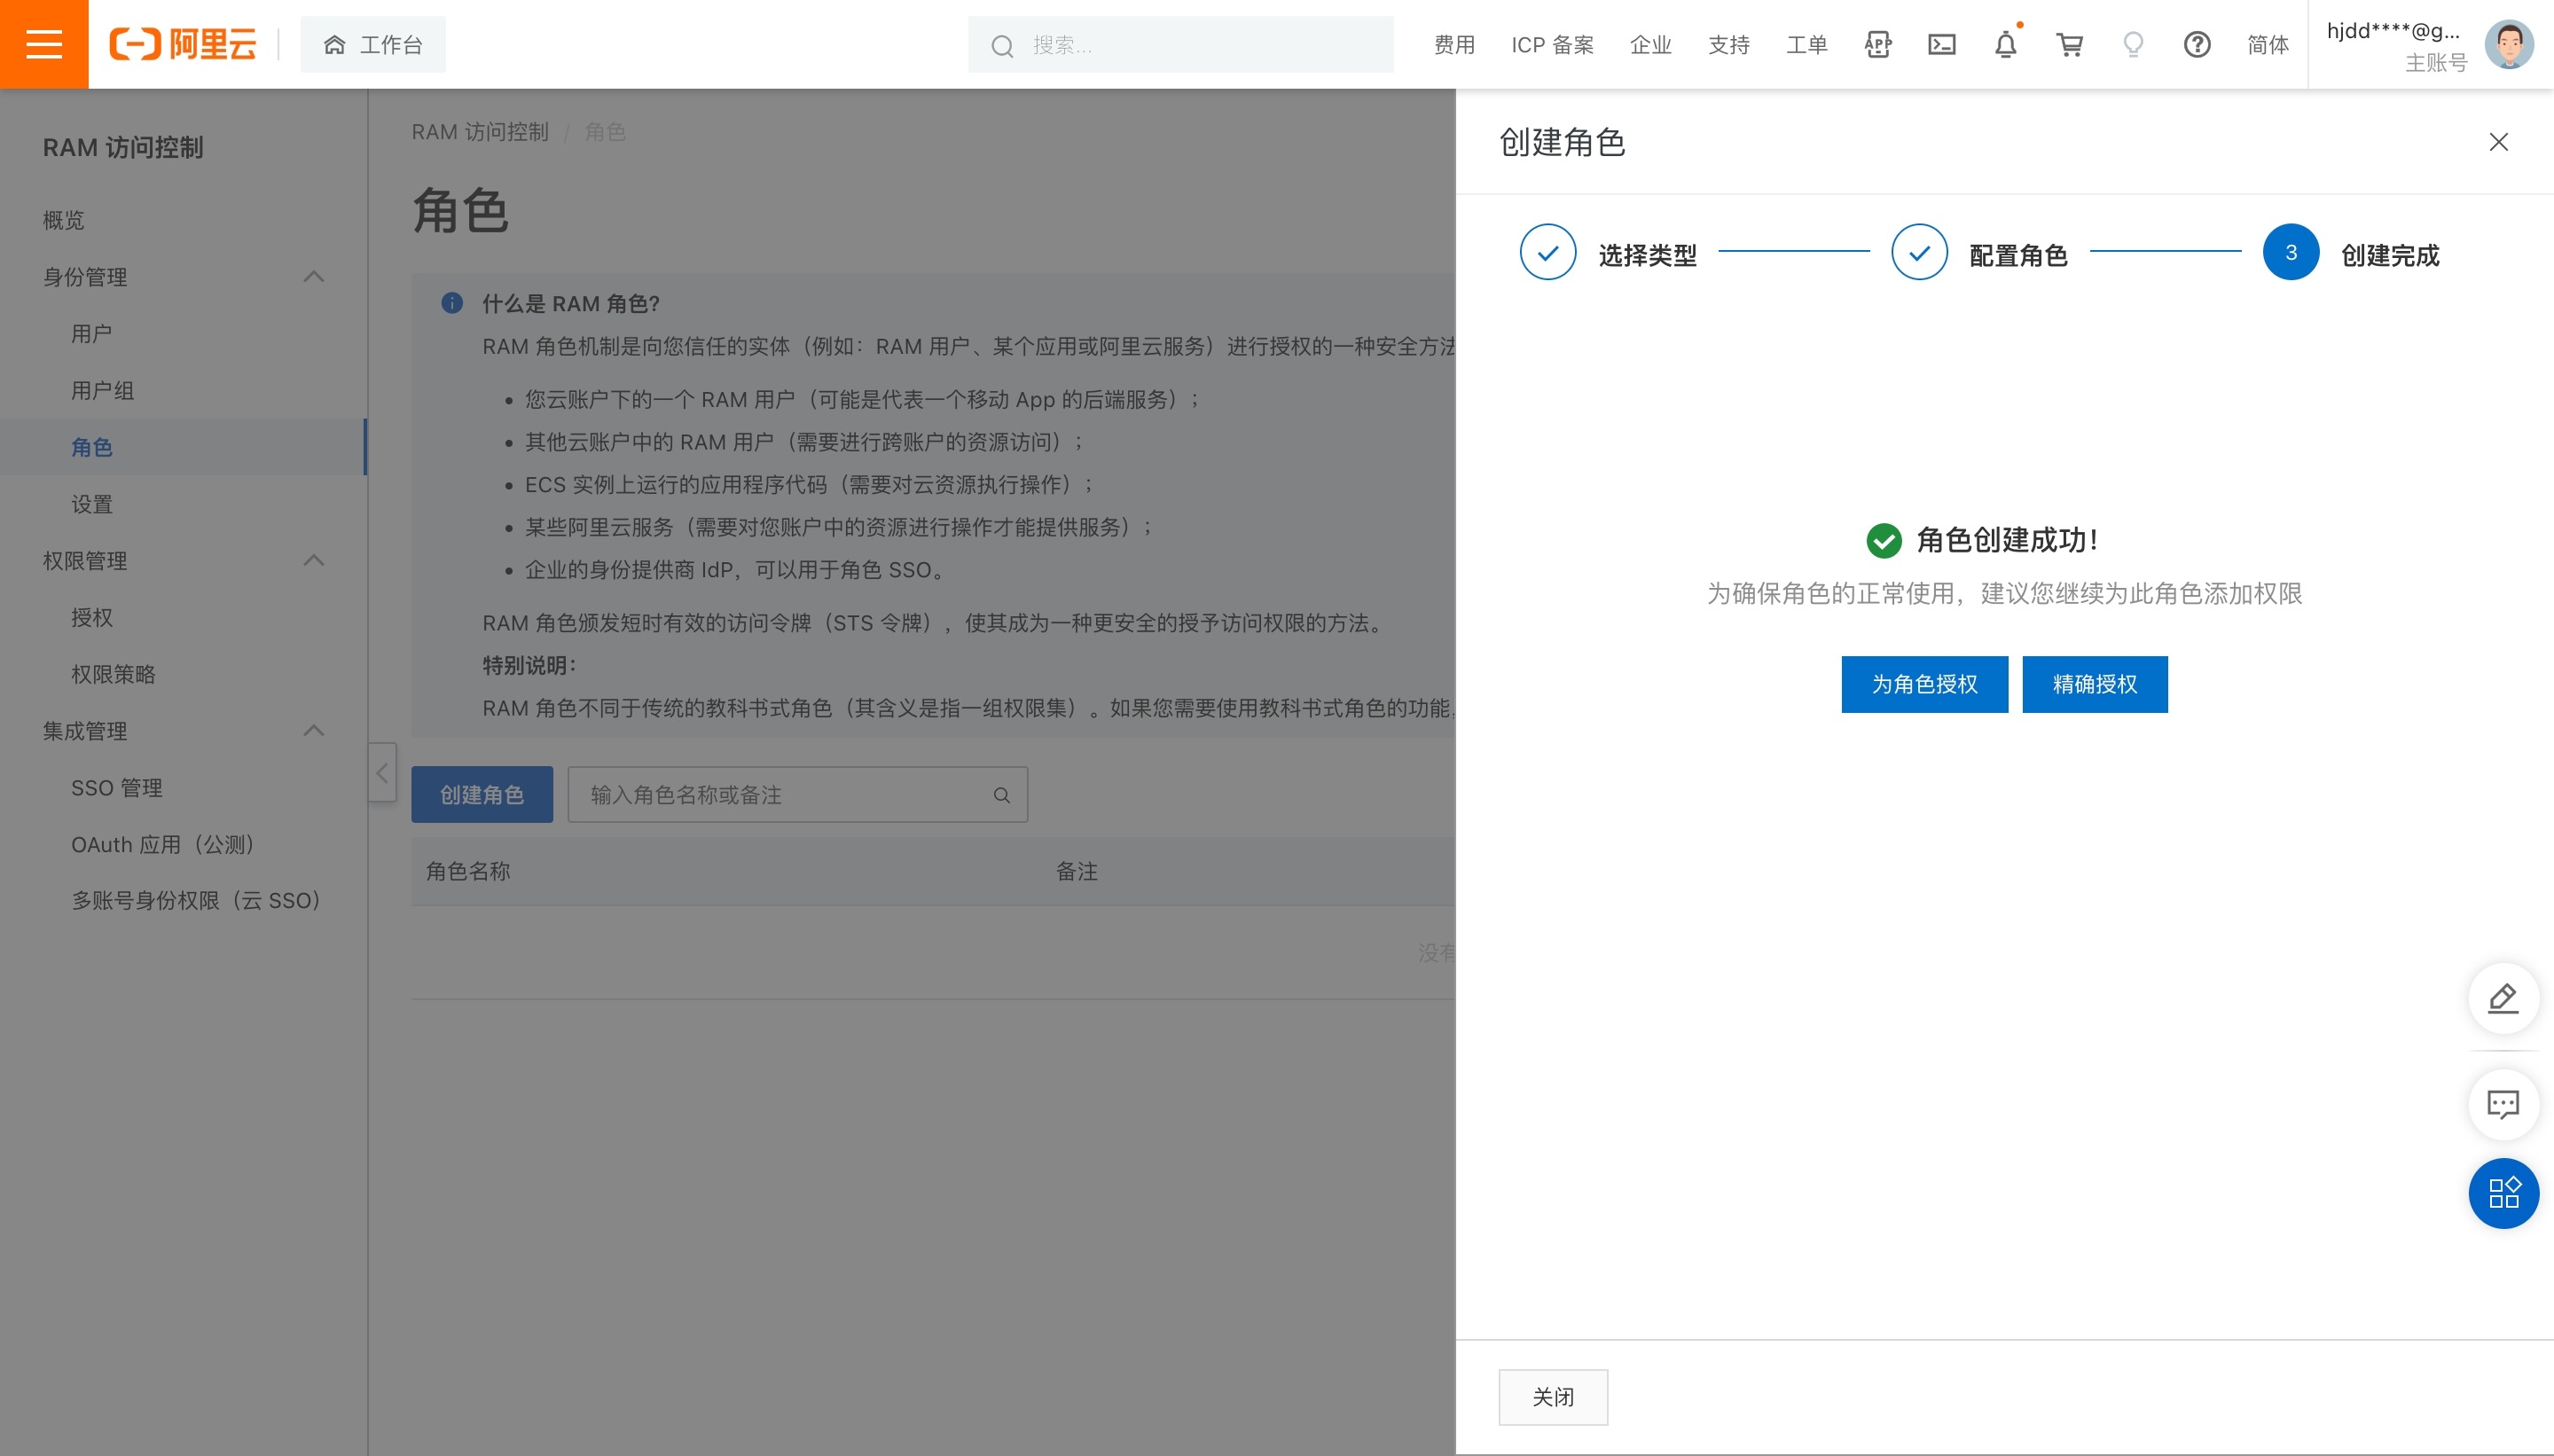 阿里云
工作台
搜索...
费用
ICP 备案
企业
支持
工单
APP
简体
hjdd****@g...
主账号
RAM 访问控制
概览
身份管理
用户
用户组
角色
设置
权限管理
授权
权限策略
集成管理
SSO 管理
OAuth 应用（公测）
多账号身份权限（云 SSO）
RAM 访问控制 / 角色
角色
什么是 RAM 角色?
RAM 角色机制是向您信任的实体（例如：RAM 用户、某个应用或阿里云服务）进行授权的一种安全方法
• 您云账户下的一个 RAM 用户（可能是代表一个移动 App 的后端服务）；
• 其他云账户中的 RAM 用户（需要进行跨账户的资源访问）；
• ECS 实例上运行的应用程序代码（需要对云资源执行操作）；
• 某些阿里云服务（需要对您账户中的资源进行操作才能提供服务）；
• 企业的身份提供商 IdP，可以用于角色 SSO。
RAM 角色颁发短时有效的访问令牌（STS 令牌），使其成为一种更安全的授予访问权限的方法。
特别说明：
RAM 角色不同于传统的教科书式角色（其含义是指一组权限集）。如果您需要使用教科书式角色的功能，
创建角色
输入角色名称或备注
角色名称
备注
没有
创建角色
选择类型
配置角色
3 创建完成
角色创建成功！
为确保角色的正常使用，建议您继续为此角色添加权限
为角色授权
精确授权
关闭